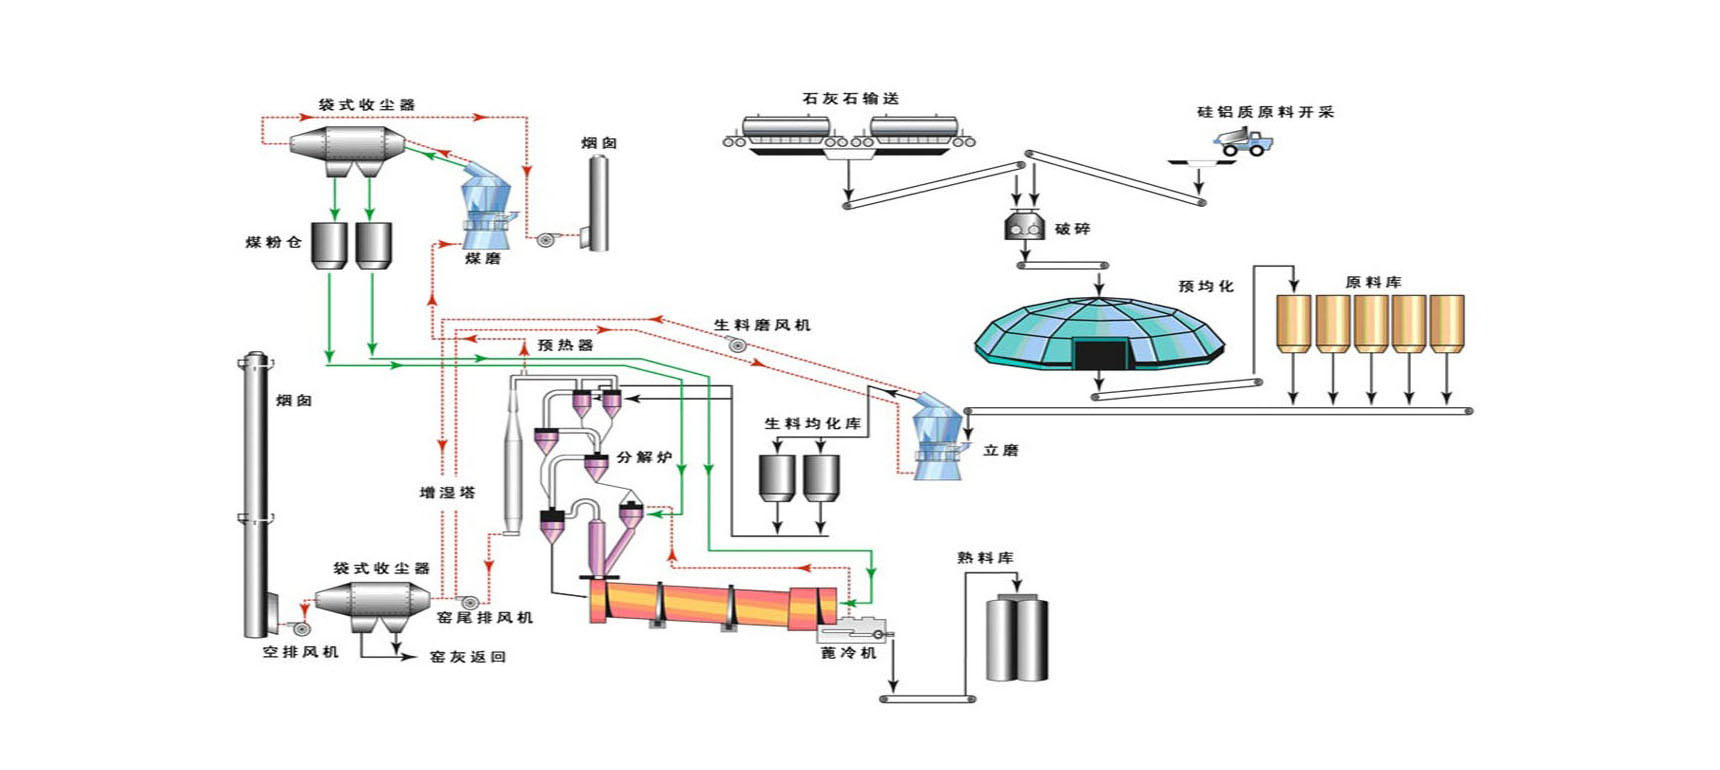 袋式收尘器
石灰石输送
硅铝质原料开采
烟囱
破碎
煤粉仓
煤磨
预均化
原料库
生料磨风机
预热器
烟囱
生料均化库
立磨
分解炉
增湿塔
熟料库
袋式收尘器
窑尾排风机
空排风机
窑灰返回
蓖冷机